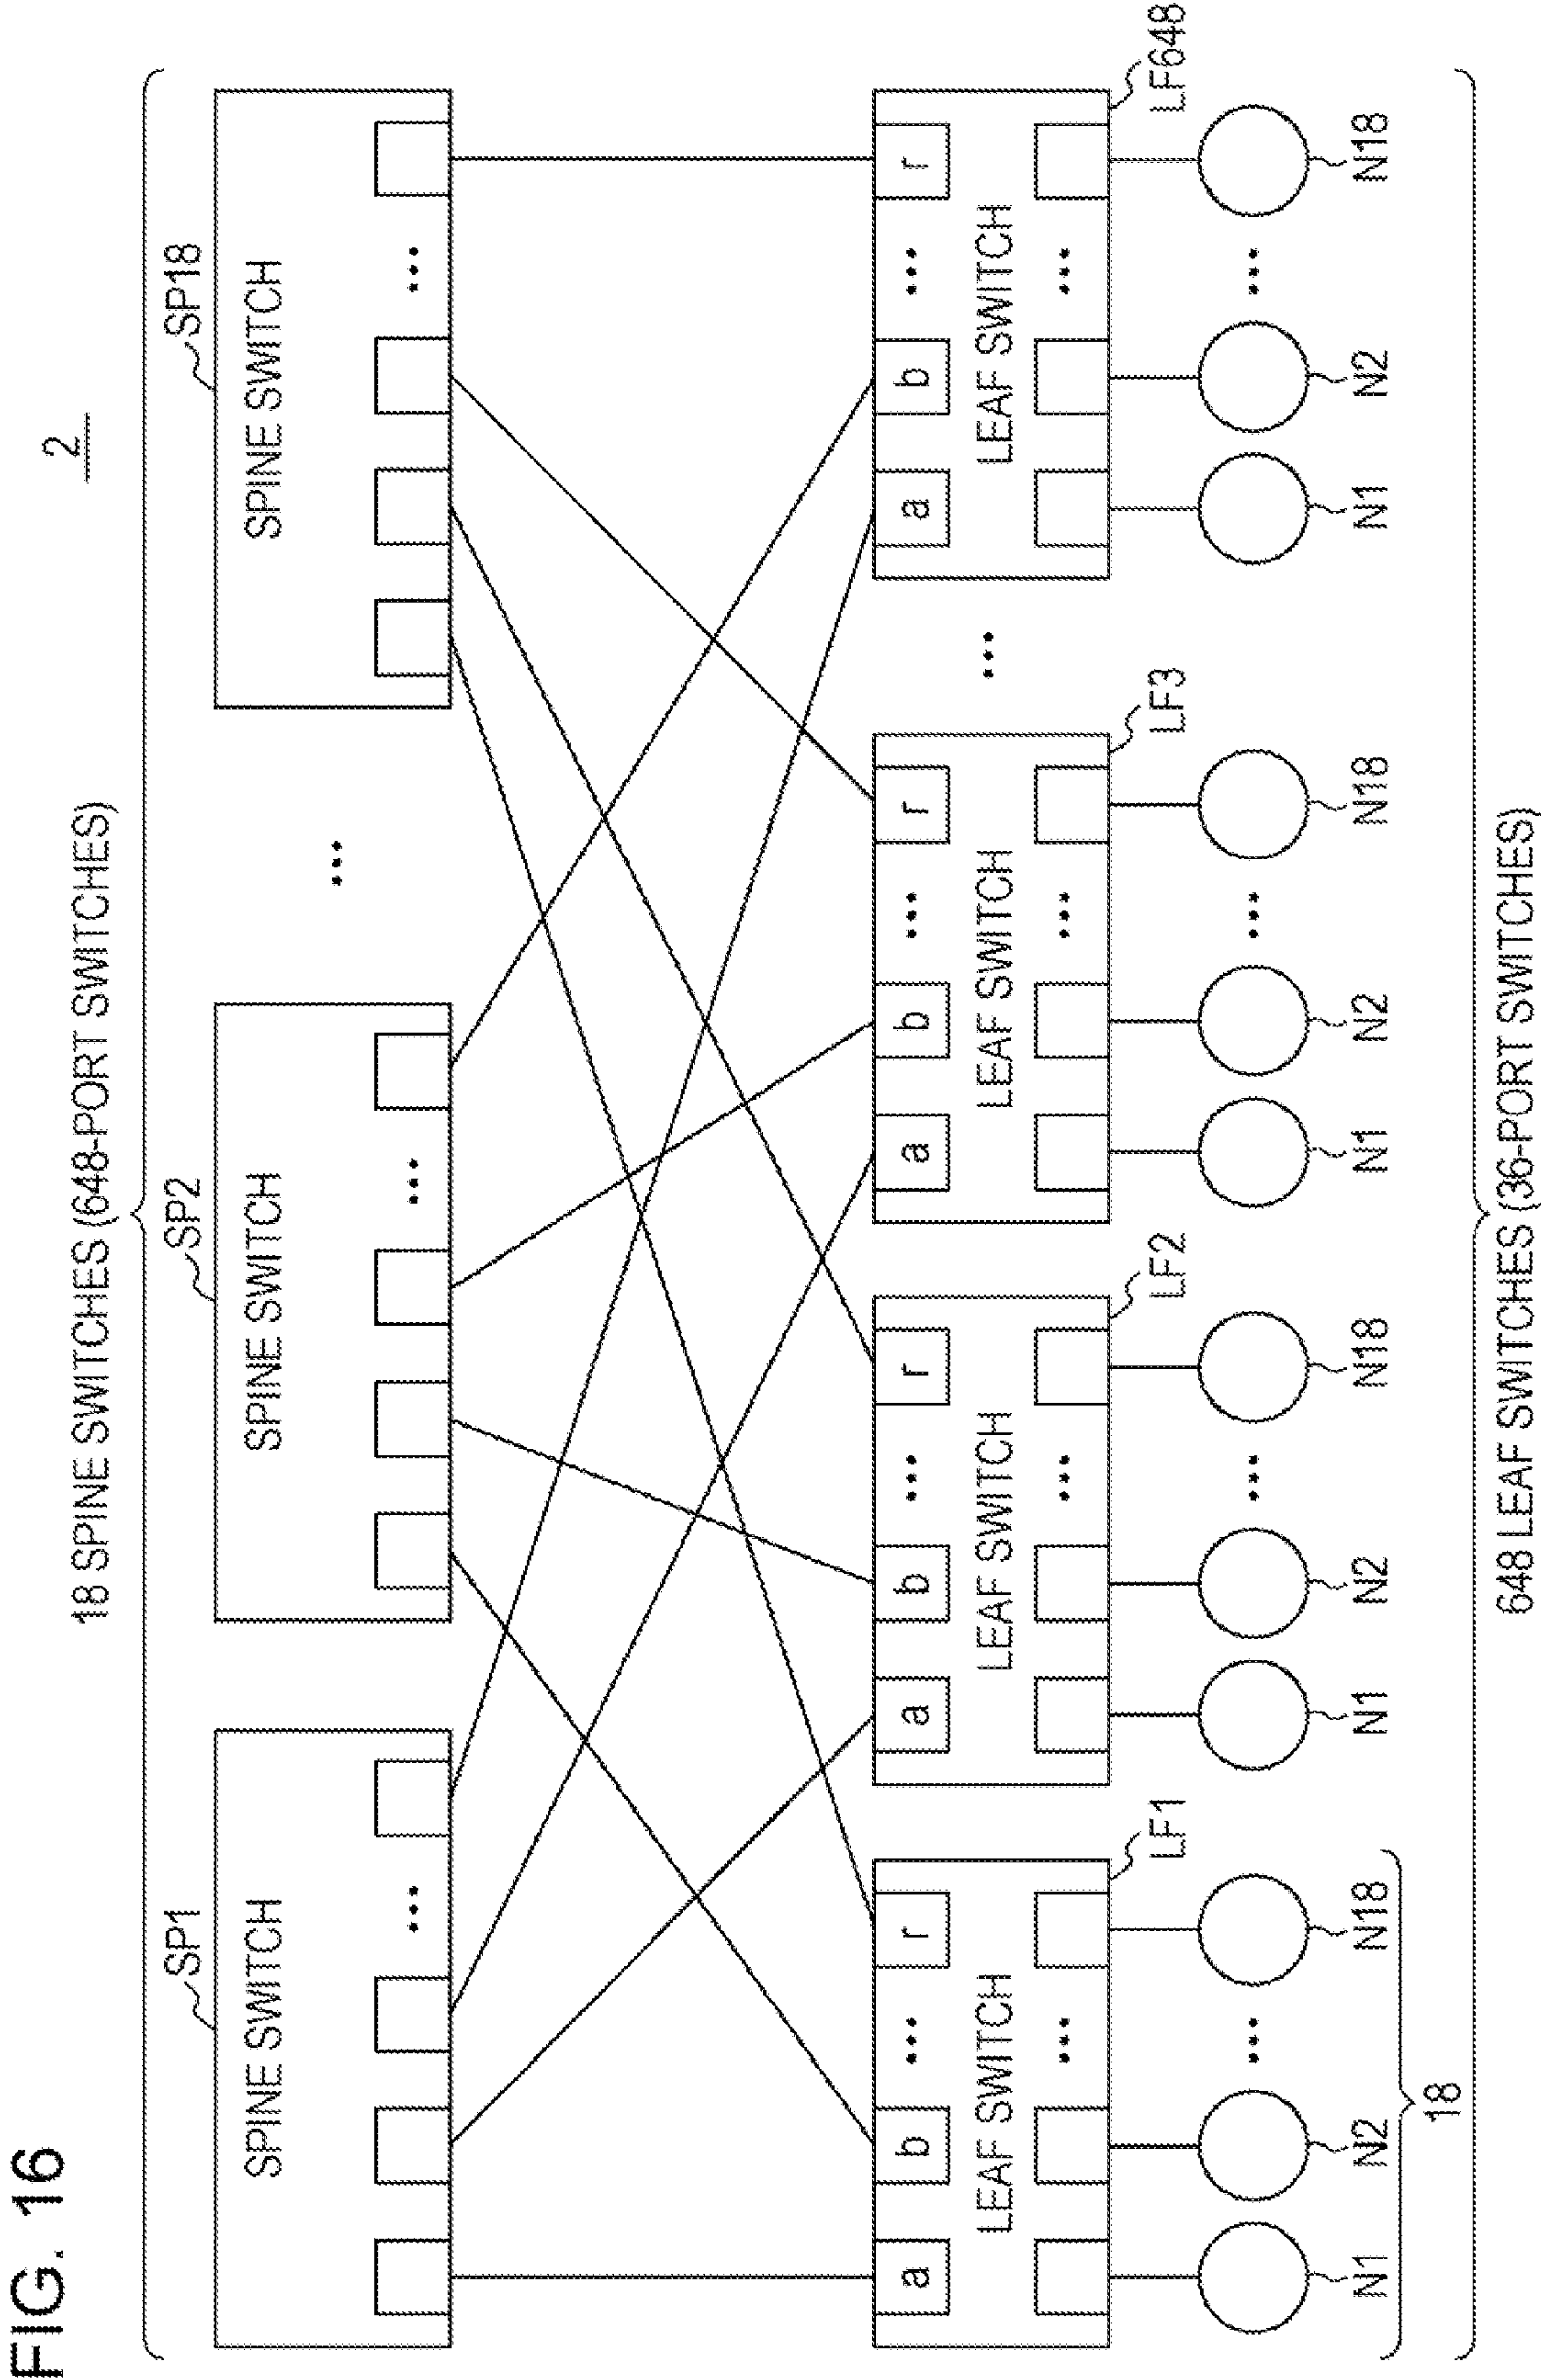 FIG. 16
2
18 SPINE SWITCHES (648-PORT SWITCHES)
SP1
SP2
SP18
SPINE SWITCH
SPINE SWITCH
...
SPINE SWITCH
...
...
...
a b ... r
a b ... r
a b ... r
a b ... r
LEAF SWITCH
LEAF SWITCH
LEAF SWITCH
...
LEAF SWITCH
...
...
...
...
LF1
LF2
LF3
LF648
...
...
...
...
N1 N2 N18
N1 N2 N18
N1 N2 N18
N1 N2 N18
18
648 LEAF SWITCHES (36-PORT SWITCHES)